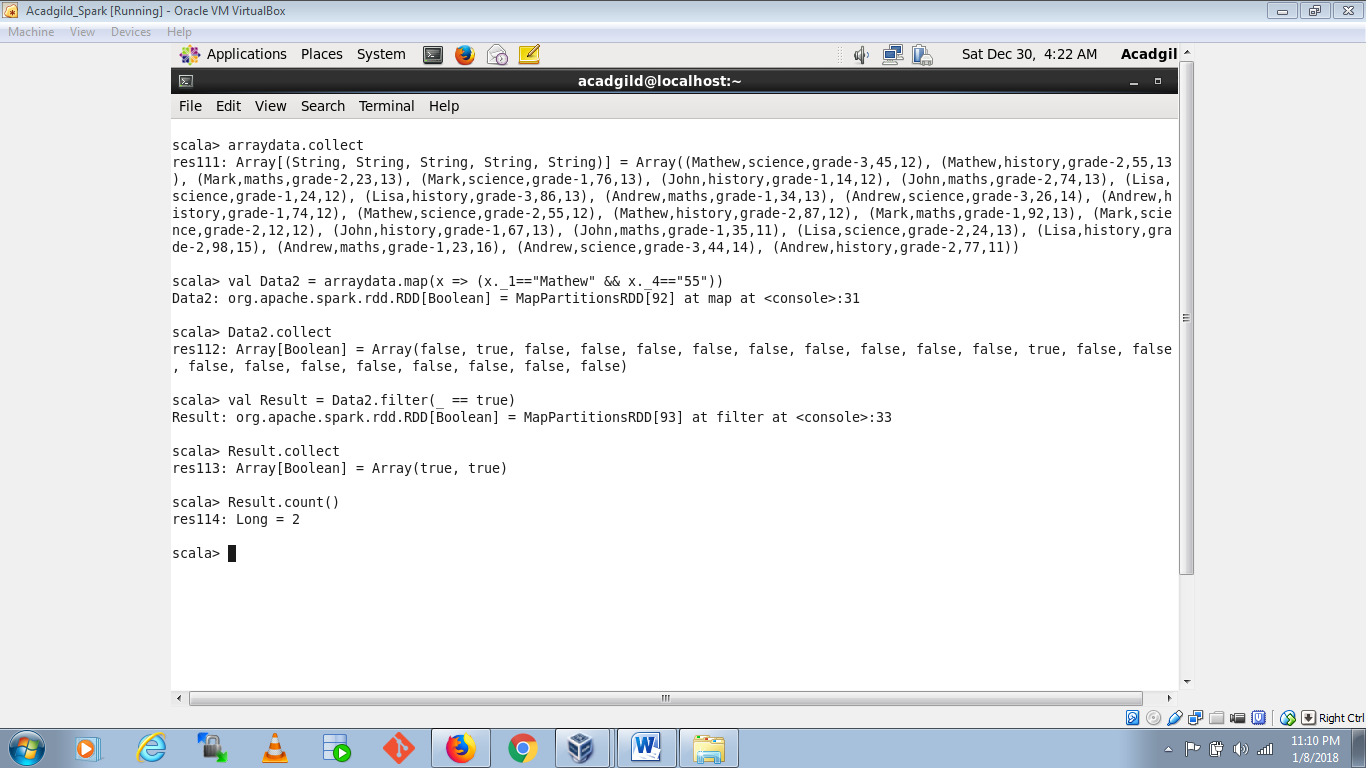 Acadgild_Spark [Running] - Oracle VM VirtualBox
Machine View Devices Help
Applications Places System Sat Dec 30, 4:22 AM Acadgil
acadgild@localhost:~
File Edit View Search Terminal Help
scala> arraydata.collect
res111: Array[(String, String, String, String, String)] = Array((Mathew,science,grade-3,45,12), (Mathew,history,grade-2,55,13
), (Mark,maths,grade-2,23,13), (Mark,science,grade-1,76,13), (John,history,grade-1,14,12), (John,maths,grade-2,74,13), (Lisa,
science,grade-1,24,12), (Lisa,history,grade-3,86,13), (Andrew,maths,grade-1,34,13), (Andrew,science,grade-3,26,14), (Andrew,h
istory,grade-1,74,12), (Mathew,science,grade-2,55,12), (Mathew,history,grade-2,87,12), (Mark,maths,grade-1,92,13), (Mark,scie
nce,grade-2,12,12), (John,history,grade-1,67,13), (John,maths,grade-1,35,11), (Lisa,science,grade-2,24,13), (Lisa,history,gra
de-2,98,15), (Andrew,maths,grade-1,23,16), (Andrew,science,grade-3,44,14), (Andrew,history,grade-2,77,11))
scala> val Data2 = arraydata.map(x => (x._1=="Mathew" && x._4=="55"))
Data2: org.apache.spark.rdd.RDD[Boolean] = MapPartitionsRDD[92] at map at <console>:31
scala> Data2.collect
res112: Array[Boolean] = Array(false, true, false, false, false, false, false, false, false, false, false, true, false, false
, false, false, false, false, false, false, false, false)
scala> val Result = Data2.filter(_ == true)
Result: org.apache.spark.rdd.RDD[Boolean] = MapPartitionsRDD[93] at filter at <console>:33
scala> Result.collect
res113: Array[Boolean] = Array(true, true)
scala> Result.count()
res114: Long = 2
scala>
Right Ctrl
11:10 PM
1/8/2018